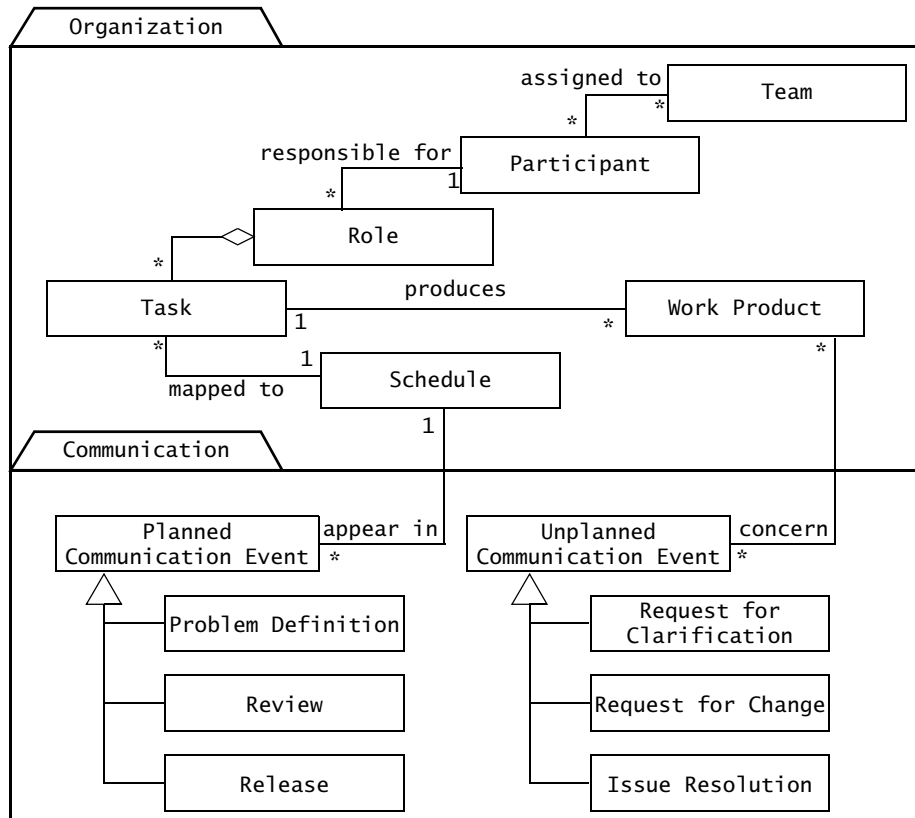 Organization
assigned to
Team
*
*
responsible for
Participant
1
*
Role
*
produces
Task
Work Product
1
*
*
*
1
mapped to
Schedule
1
Communication
Planned
Communication Event
appear in
*
Unplanned
Communication Event
concern
*
Problem Definition
Request for
Clarification
Review
Request for Change
Release
Issue Resolution